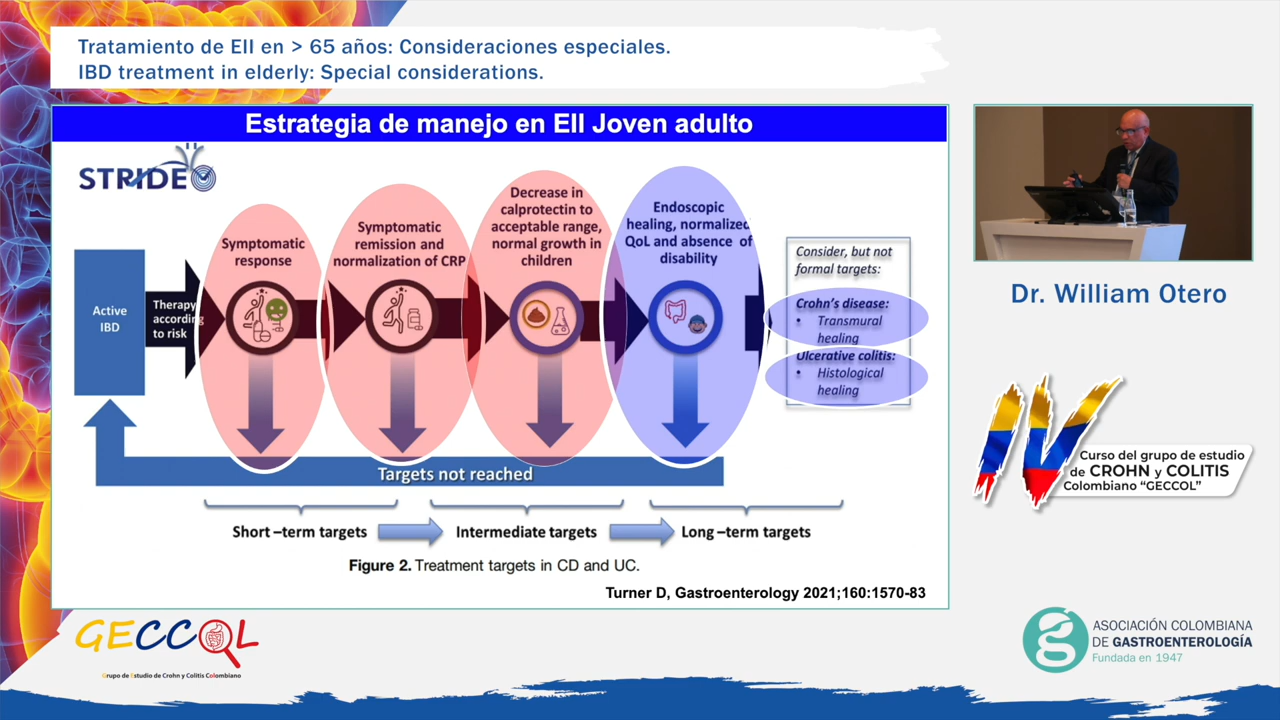 Tratamiento de EII en > 65 años: Consideraciones especiales.
IBD treatment in elderly: Special considerations.
Estrategia de manejo en EII Joven adulto
STRIDE
Active
IBD
Therapy
according
to risk
Symptomatic
response
Symptomatic
remission and
normalization of CRP
Decrease in
calprotectin to
acceptable range,
normal growth in
children
Endoscopic
healing, normalized
QoL and absence of
disability
Consider, but not
formal targets:
Crohn's disease:
• Transmural
healing
Ulcerative colitis:
• Histological
healing
Targets not reached
Short –term targets
Intermediate targets
Long –term targets
Figure 2. Treatment targets in CD and UC.
Turner D, Gastroenterology 2021;160:1570-83
Dr. William Otero
IV
Curso del grupo de estudio
de CROHN y COLITIS
Colombiano “GECCOL”
GECCOL
Grupo de Estudio de Crohn y Colitis Colombiano
ASOCIACIÓN COLOMBIANA
DE GASTROENTEROLOGÍA
Fundada en 1947